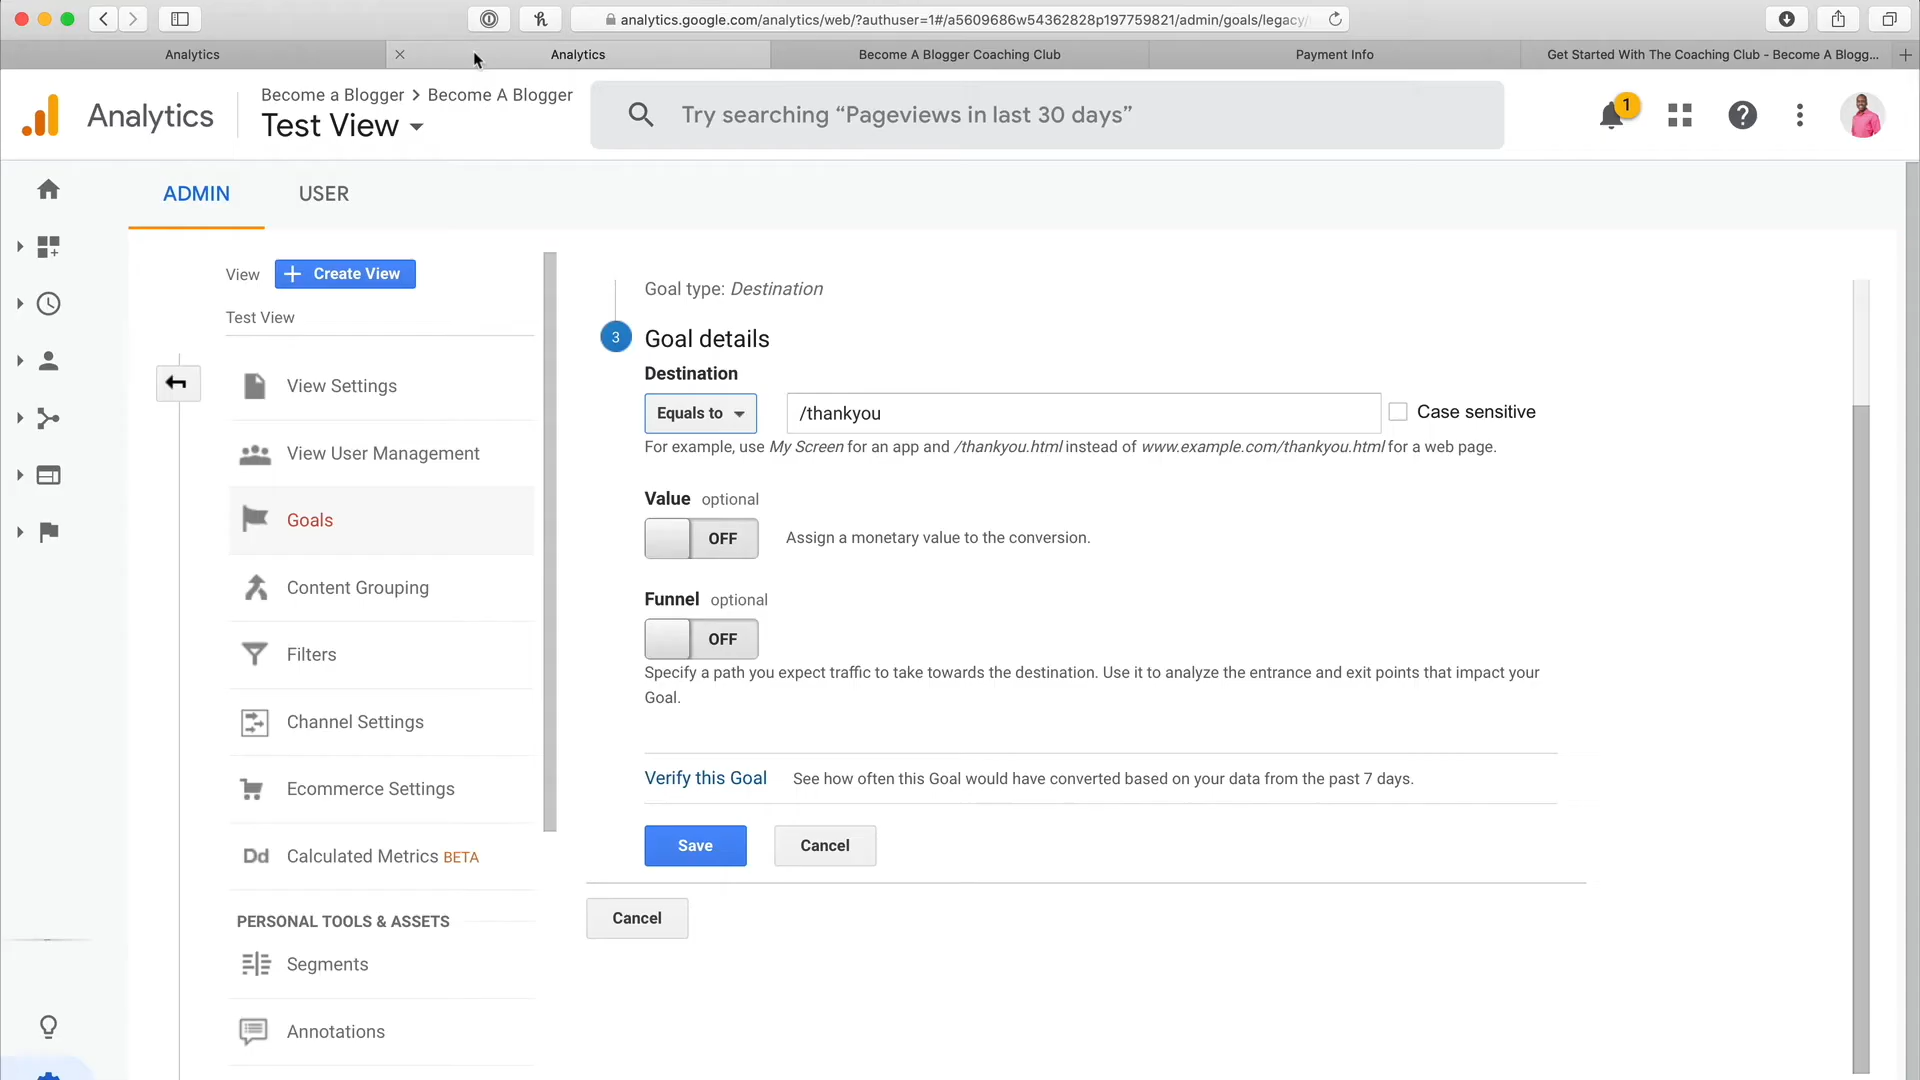 analytics.google.com/analytics/web/?authuser=1#/a5609686w54362828p197759821/admin/goals/legacy/
Analytics
Analytics
Become A Blogger Coaching Club
Payment Info
Get Started With The Coaching Club - Become A Blogg...
Analytics
Become a Blogger > Become A Blogger
Test View
Try searching “Pageviews in last 30 days”
1
ADMIN
USER
View
+ Create View
Test View
View Settings
View User Management
Goals
Content Grouping
Filters
Channel Settings
Ecommerce Settings
Dd Calculated Metrics BETA
PERSONAL TOOLS & ASSETS
Segments
Annotations
Goal type: Destination
3 Goal details
Destination
Equals to
/thankyou
Case sensitive
For example, use My Screen for an app and /thankyou.html instead of www.example.com/thankyou.html for a web page.
Value optional
OFF
Assign a monetary value to the conversion.
Funnel optional
OFF
Specify a path you expect traffic to take towards the destination. Use it to analyze the entrance and exit points that impact your
Goal.
Verify this Goal
See how often this Goal would have converted based on your data from the past 7 days.
Save
Cancel
Cancel